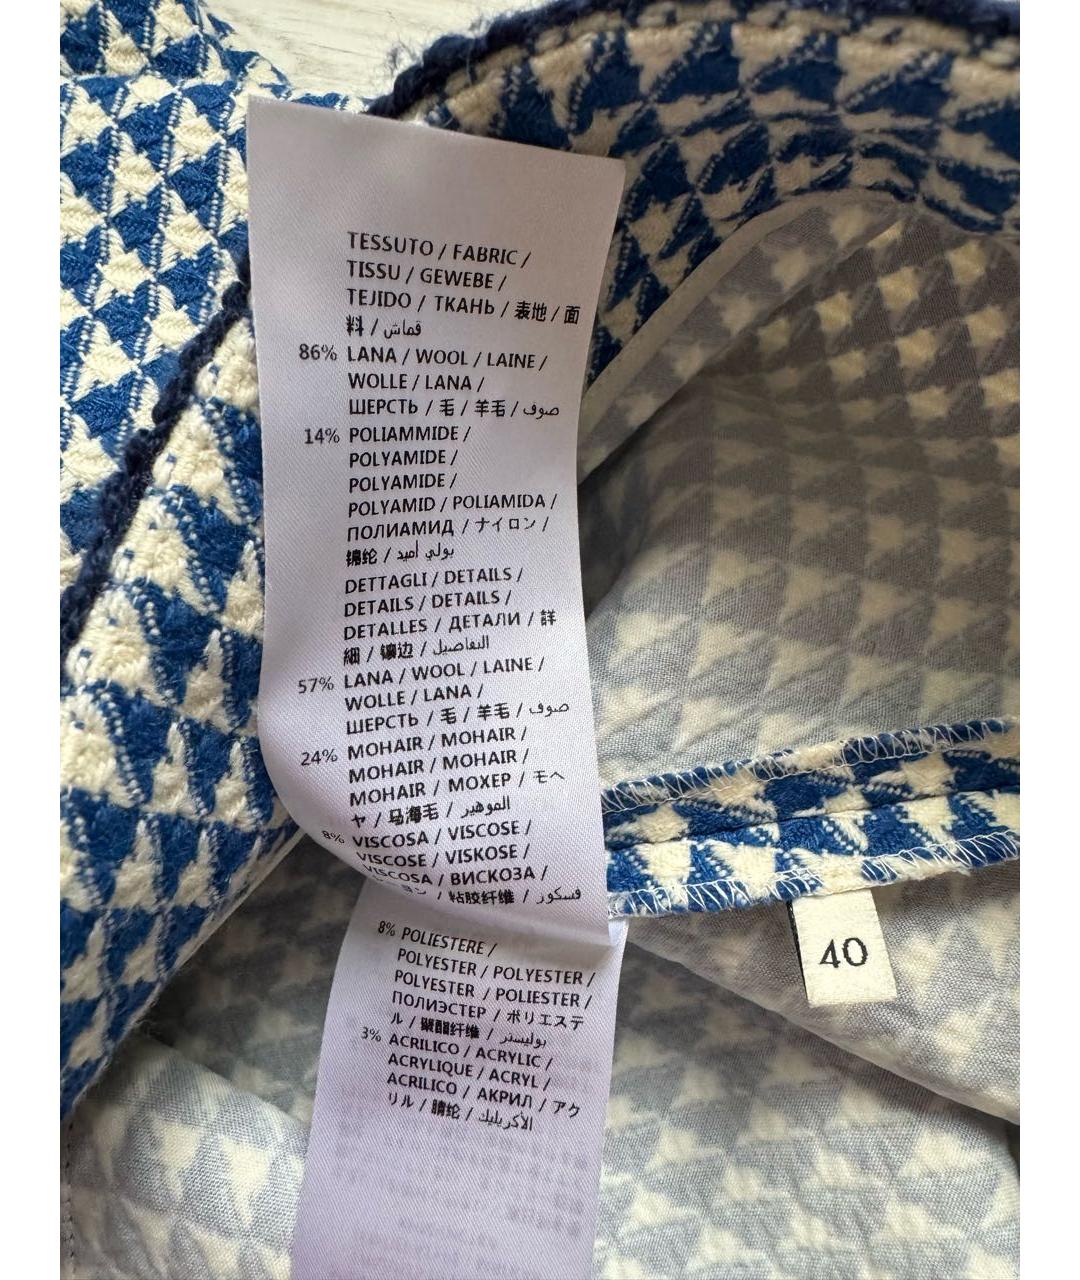 TESSUTO / FABRIC /
TISSU / GEWEBE /
TEJIDO / ТКАНЬ / 表地 / 面
料 / قماش
86% LANA / WOOL / LAINE /
WOLLE / LANA /
ШЕРСТЬ / 毛 / 羊毛 / صوف
14% POLIAMMIDE /
POLYAMIDE /
POLYAMIDE /
POLYAMID / POLIAMIDA /
ПОЛИАМИД / ナイロン /
锦纶 / بولي أميد
DETTAGLI / DETAILS /
DETAILS / DETAILS /
DETALLES / ДЕТАЛИ / 詳
細 / 镶边 / التفاصيل
57% LANA / WOOL / LAINE /
WOLLE / LANA /
ШЕРСТЬ / 毛 / 羊毛 / صوف
24% MOHAIR / MOHAIR /
MOHAIR / MOHAIR /
MOHAIR / МОХЕР / モヘ
ヤ / 马海毛 / الموهير
8% VISCOSA / VISCOSE /
VISCOSE / VISKOSE /
VISCOSA / ВИСКОЗА /
ヨン / 粘胶纤维 / فسكوز
8% POLIESTERE /
POLYESTER / POLYESTER /
POLYESTER / POLIESTER /
ПОЛИЭСТЕР / ポリエステ
ル / 聚酯纤维 / بوليستر
3% ACRILICO / ACRYLIC /
ACRYLIQUE / ACRYL /
ACRILICO / АКРИЛ / アク
リル / 腈纶 / الأكريليك
40